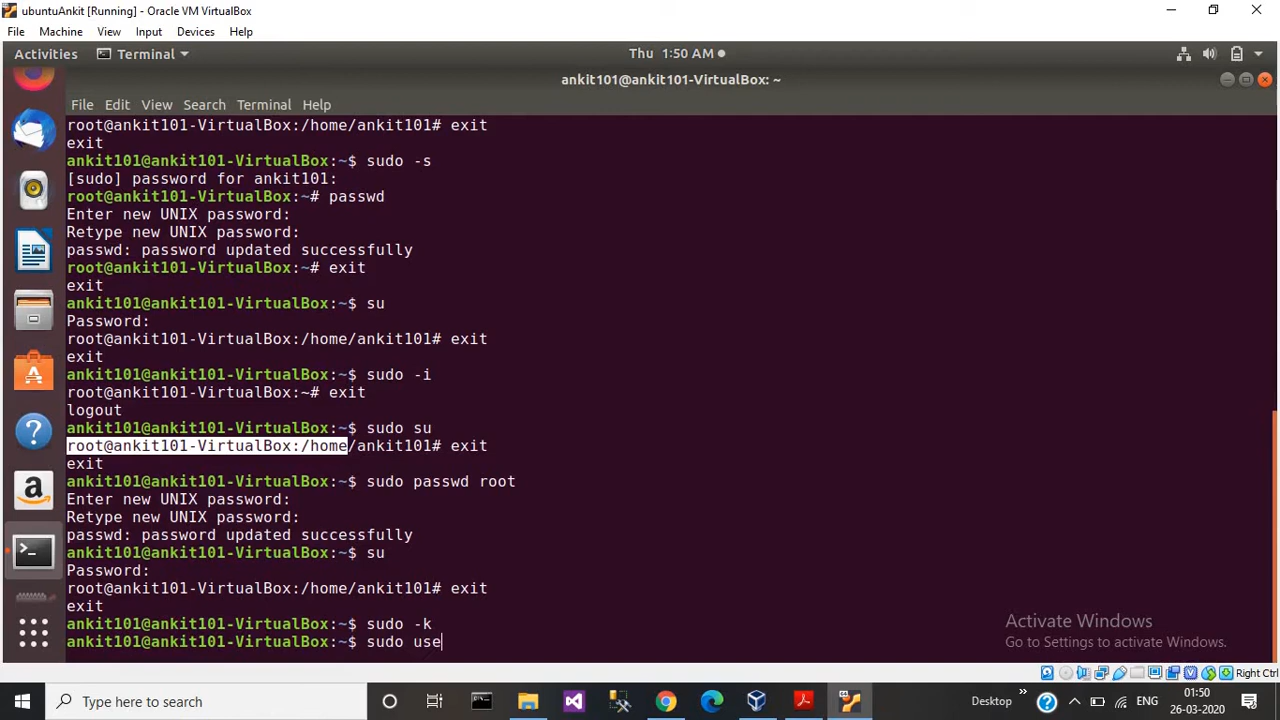 ubuntuAnkit [Running] - Oracle VM VirtualBox
File Machine View Input Devices Help
Activities Terminal Thu 1:50 AM
ankit101@ankit101-VirtualBox: ~
File Edit View Search Terminal Help
root@ankit101-VirtualBox:/home/ankit101# exit
exit
ankit101@ankit101-VirtualBox:~$ sudo -s
[sudo] password for ankit101:
root@ankit101-VirtualBox:~# passwd
Enter new UNIX password:
Retype new UNIX password:
passwd: password updated successfully
root@ankit101-VirtualBox:~# exit
exit
ankit101@ankit101-VirtualBox:~$ su
Password:
root@ankit101-VirtualBox:/home/ankit101# exit
exit
ankit101@ankit101-VirtualBox:~$ sudo -i
root@ankit101-VirtualBox:~# exit
logout
ankit101@ankit101-VirtualBox:~$ sudo su
root@ankit101-VirtualBox:/home/ankit101# exit
exit
ankit101@ankit101-VirtualBox:~$ sudo passwd root
Enter new UNIX password:
Retype new UNIX password:
passwd: password updated successfully
ankit101@ankit101-VirtualBox:~$ su
Password:
root@ankit101-VirtualBox:/home/ankit101# exit
exit
ankit101@ankit101-VirtualBox:~$ sudo -k
ankit101@ankit101-VirtualBox:~$ sudo use
Activate Windows
Go to Settings to activate Windows.
Right Ctrl
Type here to search
Desktop
ENG
01:50
26-03-2020